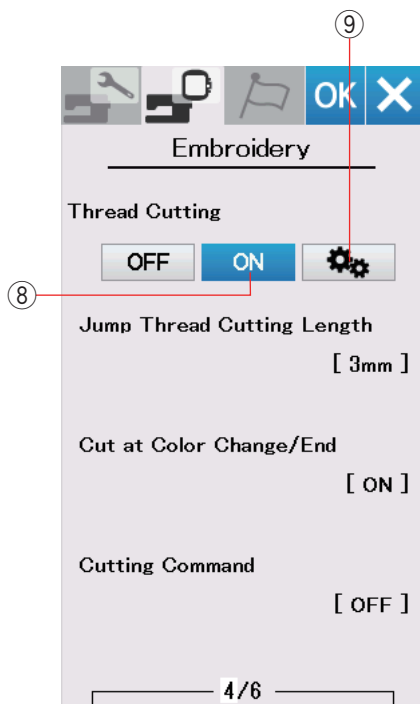 ⑨
OK
Embroidery
Thread Cutting
OFF ON
⑧
Jump Thread Cutting Length
[ 3mm ]
Cut at Color Change/End
[ ON ]
Cutting Command
[ OFF ]
4/6